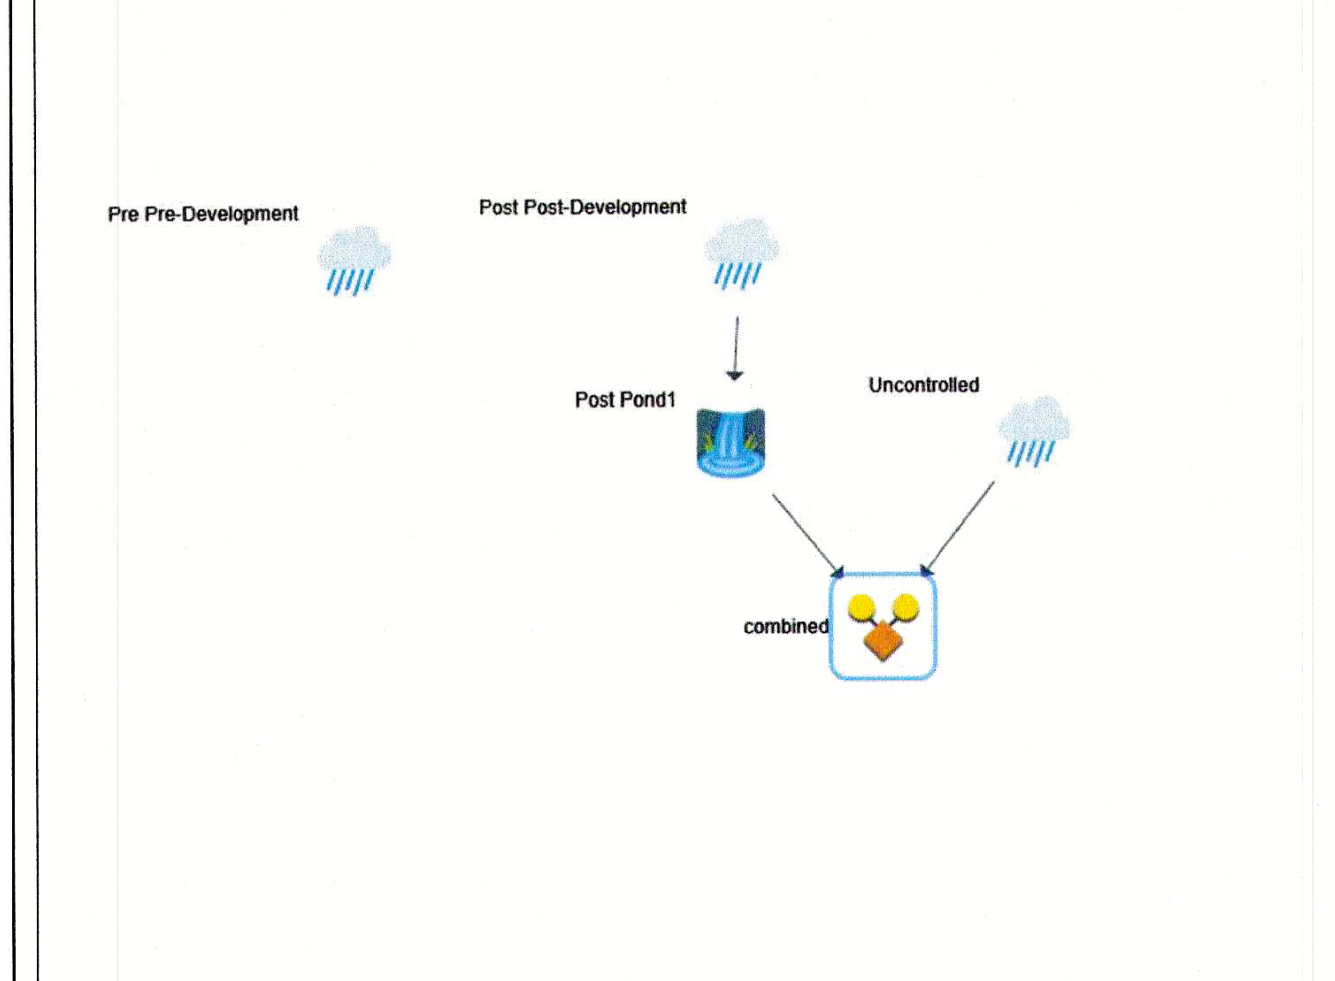 Pre Pre-Development
Post Post-Development
Post Pond1
Uncontrolled
combined